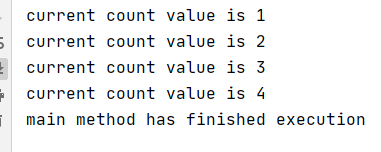 current count value is 1
current count value is 2
current count value is 3
current count value is 4
main method has finished execution